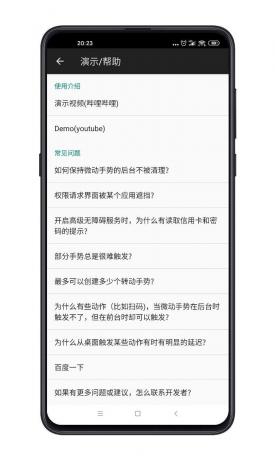 20:23
演示/帮助
使用介绍
演示视频(哔哩哔哩)
Demo(youtube)
常见问题
如何保持微动手势的后台不被清理?
权限请求界面被某个应用遮挡?
开启高级无障碍服务时，为什么有读取信用卡和密
码的提示?
部分手势总是很难触发?
最多可以创建多少个转动手势?
为什么有些动作（比如扫码)，当微动手势在后台时
触发不了，但在前台时却可以触发?
为什么从桌面触发某些动作有时有明显的延迟?
百度一下
如果有更多问题或建议，怎么联系开发者?